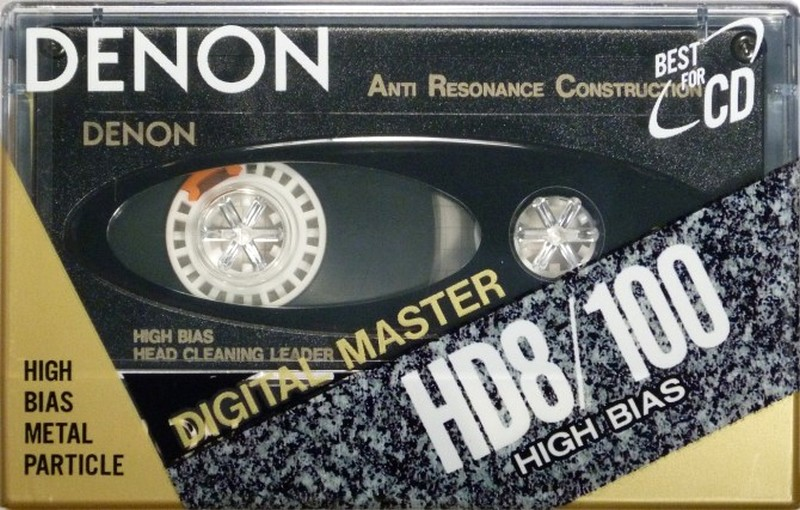 DENON
ANTI RESONANCE CONSTRUCTION
BEST
FOR
CD
DENON
HIGH BIAS
HEAD CLEANING LEADER
DIGITAL MASTER
HD8/100
HIGH BIAS
HIGH
BIAS
METAL
PARTICLE